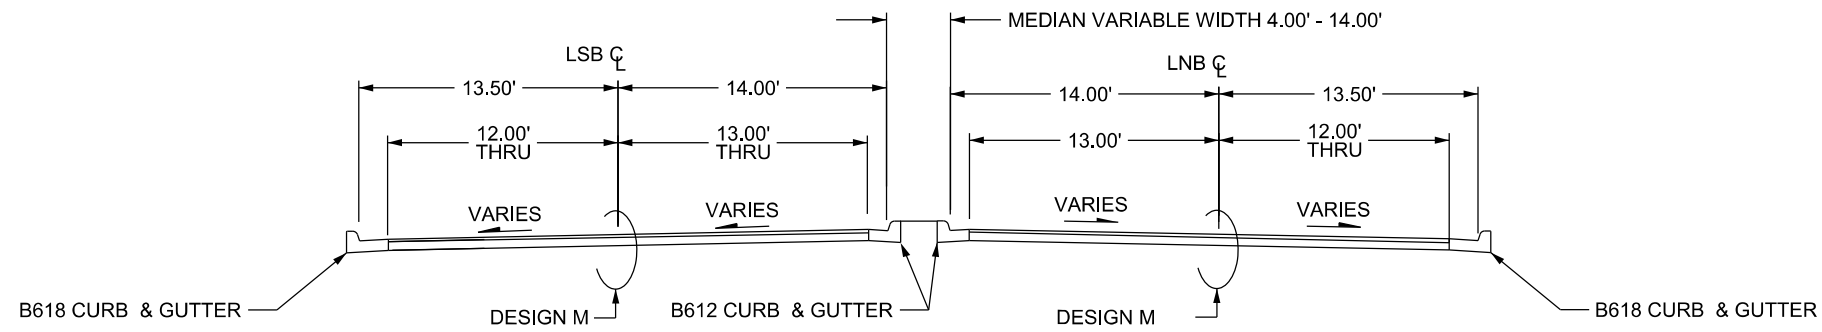 MEDIAN VARIABLE WIDTH 4.00' - 14.00'
LSB ℄
LNB ℄
13.50'
14.00'
14.00'
13.50'
12.00'
THRU
13.00'
THRU
13.00'
12.00'
THRU
VARIES
VARIES
VARIES
VARIES
B618 CURB & GUTTER
DESIGN M
B612 CURB & GUTTER
DESIGN M
B618 CURB & GUTTER